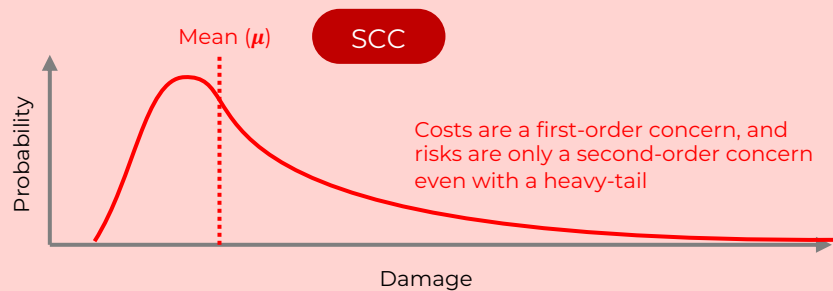 Mean (μ)
SCC
Probability
Costs are a first-order concern, and
risks are only a second-order concern
even with a heavy-tail
Damage